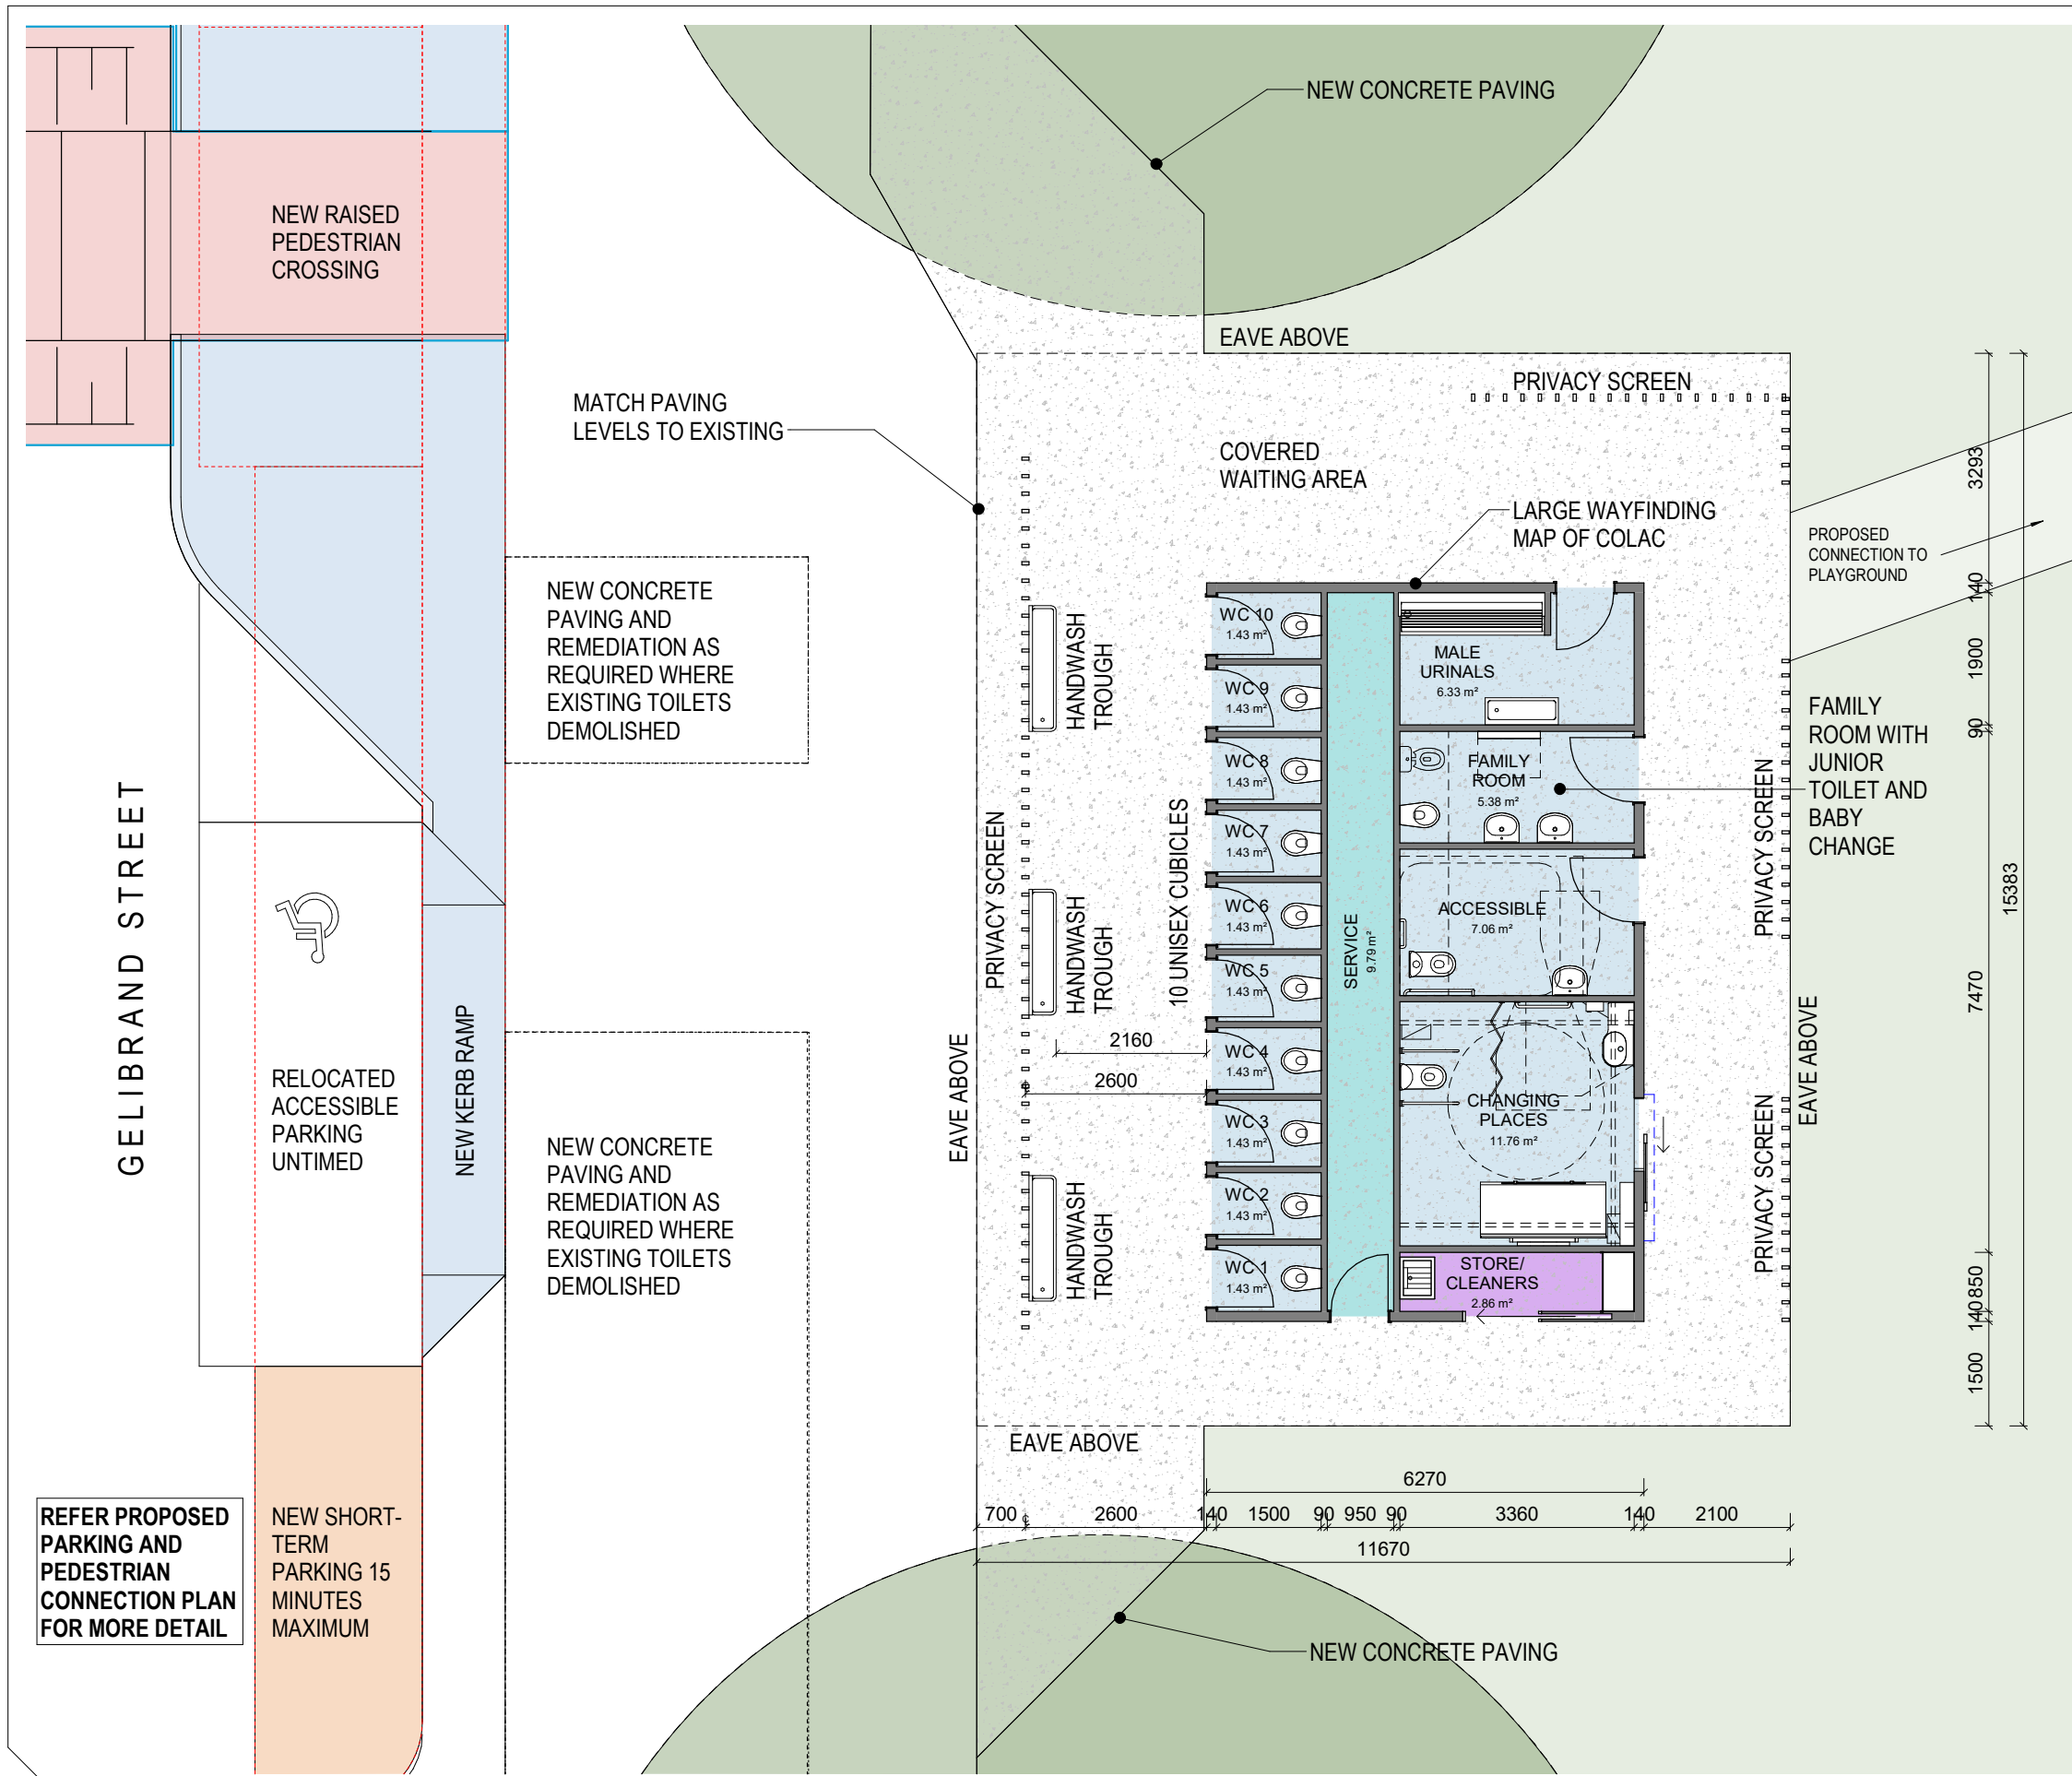 NEW CONCRETE PAVING
NEW RAISED
PEDESTRIAN
CROSSING
EAVE ABOVE
PRIVACY SCREEN
MATCH PAVING
LEVELS TO EXISTING
COVERED
WAITING AREA
LARGE WAYFINDING
MAP OF COLAC
PROPOSED
CONNECTION TO
PLAYGROUND
NEW CONCRETE
PAVING AND
REMEDIATION AS
REQUIRED WHERE
EXISTING TOILETS
DEMOLISHED
HANDWASH
TROUGH
WC 10
1.43 m²
WC 9
1.43 m²
WC 8
1.43 m²
WC 7
1.43 m²
WC 6
1.43 m²
WC 5
1.43 m²
WC 4
1.43 m²
WC 3
1.43 m²
WC 2
1.43 m²
WC 1
1.43 m²
MALE
URINALS
6.33 m²
FAMILY
ROOM
5.38 m²
ACCESSIBLE
7.06 m²
CHANGING
PLACES
11.76 m²
STORE/
CLEANERS
2.86 m²
SERVICE
9.79 m²
10 UNISEX CUBICLES
PRIVACY SCREEN
HANDWASH
TROUGH
HANDWASH
TROUGH
EAVE ABOVE
2160
2600
FAMILY
ROOM WITH
JUNIOR
TOILET AND
BABY
CHANGE
PRIVACY SCREEN
PRIVACY SCREEN
EAVE ABOVE
3293
140
1900
90
7470
850
140
1500
15383
GELIBRAND STREET
RELOCATED
ACCESSIBLE
PARKING
UNTIMED
NEW KERB RAMP
NEW CONCRETE
PAVING AND
REMEDIATION AS
REQUIRED WHERE
EXISTING TOILETS
DEMOLISHED
EAVE ABOVE
6270
700 2600 140 1500 90 950 90 3360 140 2100
11670
REFER PROPOSED
PARKING AND
PEDESTRIAN
CONNECTION PLAN
FOR MORE DETAIL
NEW SHORT-
TERM
PARKING 15
MINUTES
MAXIMUM
NEW CONCRETE PAVING